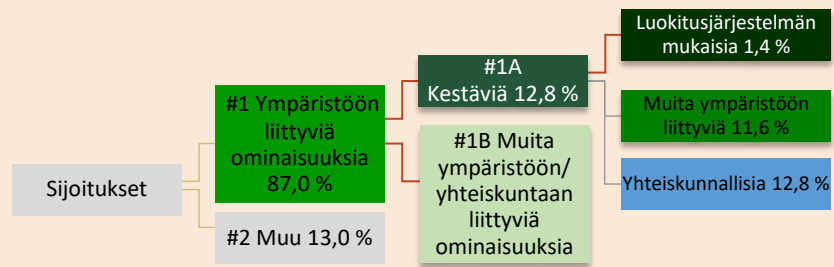 Sijoitukset
#1 Ympäristöön
liittyviä
ominaisuuksia
87,0 %
#2 Muu 13,0 %
#1A
Kestäviä 12,8 %
#1B Muita
ympäristöön/
yhteiskuntaan
liittyviä
ominaisuuksia
Luokitusjärjestelmän
mukaisia 1,4 %
Muita ympäristöön
liittyviä 11,6 %
Yhteiskunnallisia 12,8 %